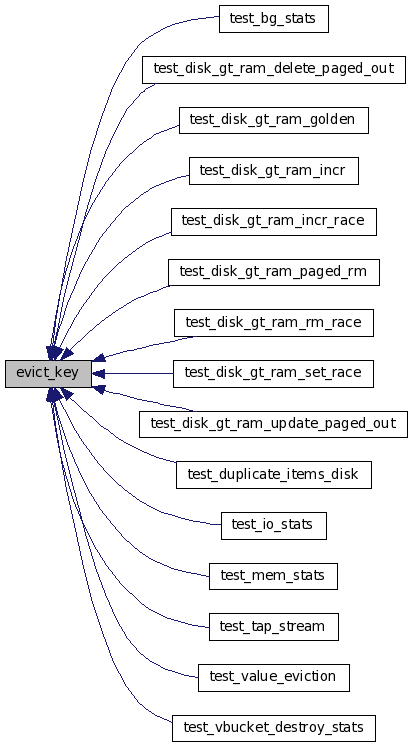 test_bg_stats
test_disk_gt_ram_delete_paged_out
test_disk_gt_ram_golden
test_disk_gt_ram_incr
test_disk_gt_ram_incr_race
test_disk_gt_ram_paged_rm
test_disk_gt_ram_rm_race
evict_key
test_disk_gt_ram_set_race
test_disk_gt_ram_update_paged_out
test_duplicate_items_disk
test_io_stats
test_mem_stats
test_tap_stream
test_value_eviction
test_vbucket_destroy_stats